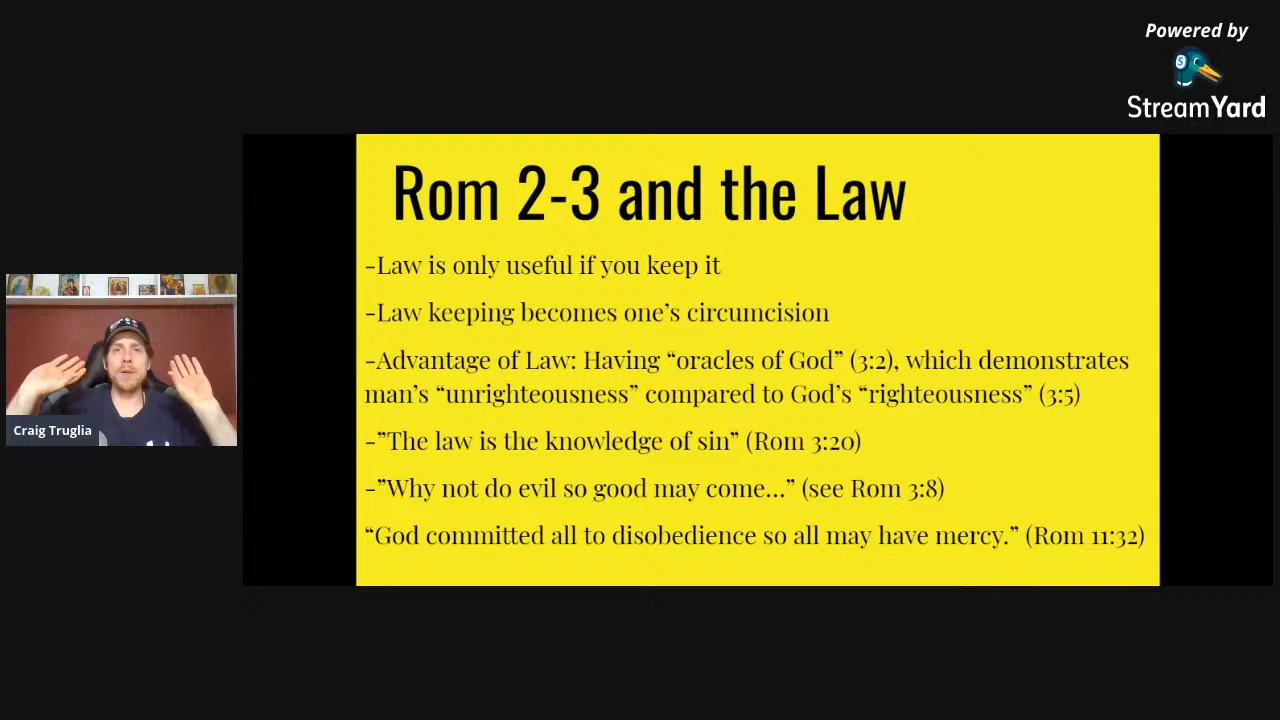 Powered by
StreamYard
Rom 2-3 and the Law
-Law is only useful if you keep it
-Law keeping becomes one’s circumcision
-Advantage of Law: Having “oracles of God” (3:2), which demonstrates
man’s “unrighteousness” compared to God’s “righteousness” (3:5)
-”The law is the knowledge of sin” (Rom 3:20)
-”Why not do evil so good may come...” (see Rom 3:8)
“God committed all to disobedience so all may have mercy.” (Rom 11:32)
Craig Truglia